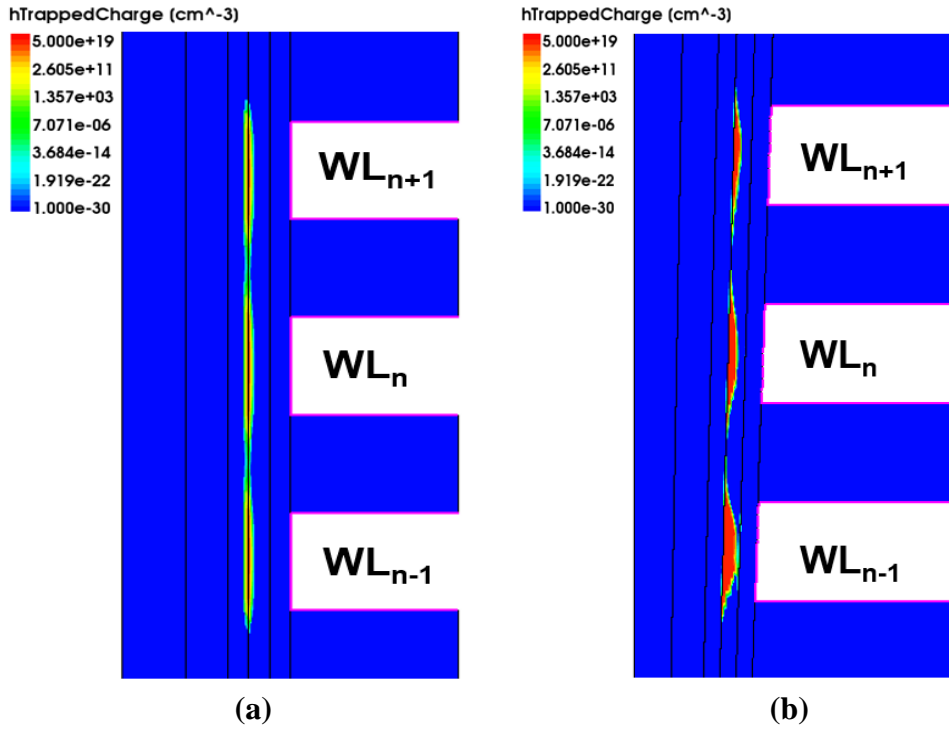 hTrappedCharge (cm^-3)
5.000e+19
2.605e+11
1.357e+03
7.071e-06
3.684e-14
1.919e-22
1.000e-30
WLn+1
WLn
WLn-1
(a)
hTrappedCharge (cm^-3)
5.000e+19
2.605e+11
1.357e+03
7.071e-06
3.684e-14
1.919e-22
1.000e-30
WLn+1
WLn
WLn-1
(b)